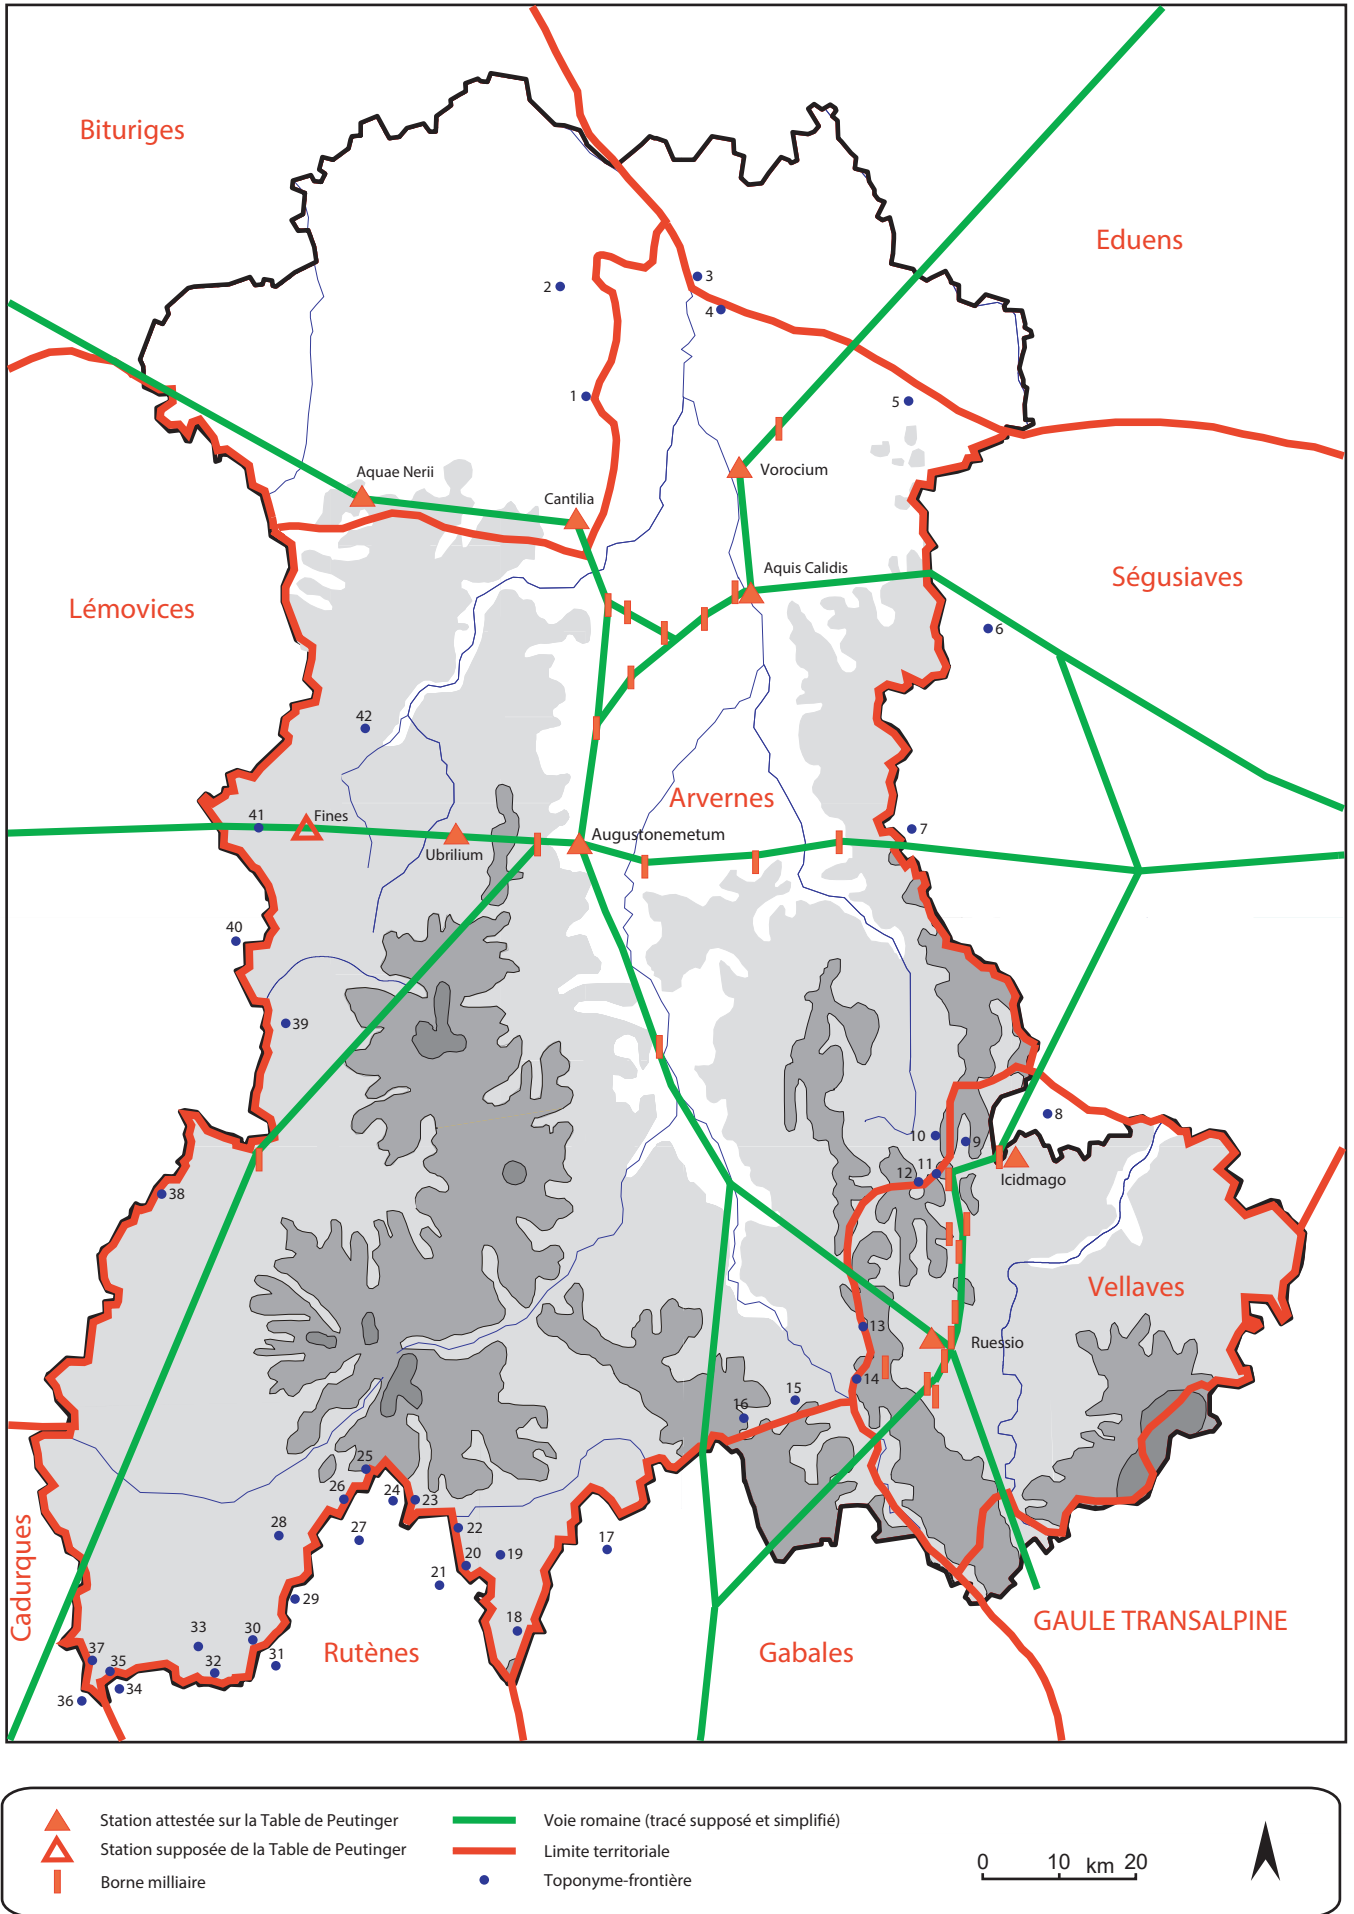 Bituriges
Eduens
3
2
4
1
5
Aquae Nerii
Vorocium
Cantilia
Aquis Calidis
Ségusiaves
Lémovices
6
42
Arvernes
41
Fines
7
Augustonemetum
Ubrilium
40
39
8
10
9
11
12
Icidmago
38
Vellaves
13
Ruessio
14
15
16
25
26
24
23
28
27
22
17
20
19
21
29
Cadurques
18
GAULE TRANSALPINE
33
30
Rutènes
Gabales
37
35
32
31
34
36
Station attestée sur la Table de Peutinger
Voie romaine (tracé supposé et simplifié)
Station supposée de la Table de Peutinger
Limite territoriale
Borne milliaire
Toponyme-frontière
0 10 km 20